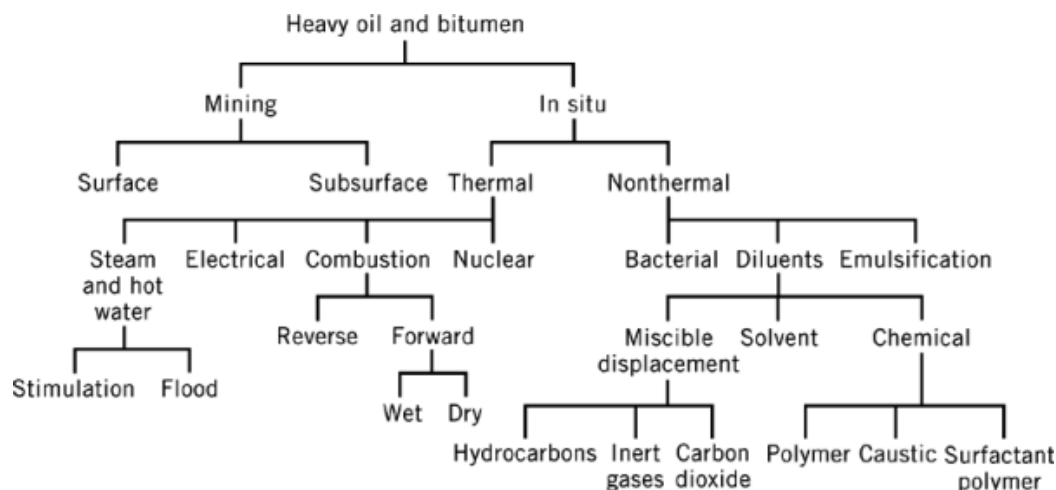 Heavy oil and bitumen
Mining In situ
Surface Subsurface Thermal Nonthermal
Steam and hot water Electrical Combustion Nuclear Bacterial Diluents Emulsification
Reverse Forward Miscible displacement Solvent Chemical
Stimulation Flood
Wet Dry
Hydrocarbons Inert gases Carbon dioxide Polymer Caustic Surfactant polymer